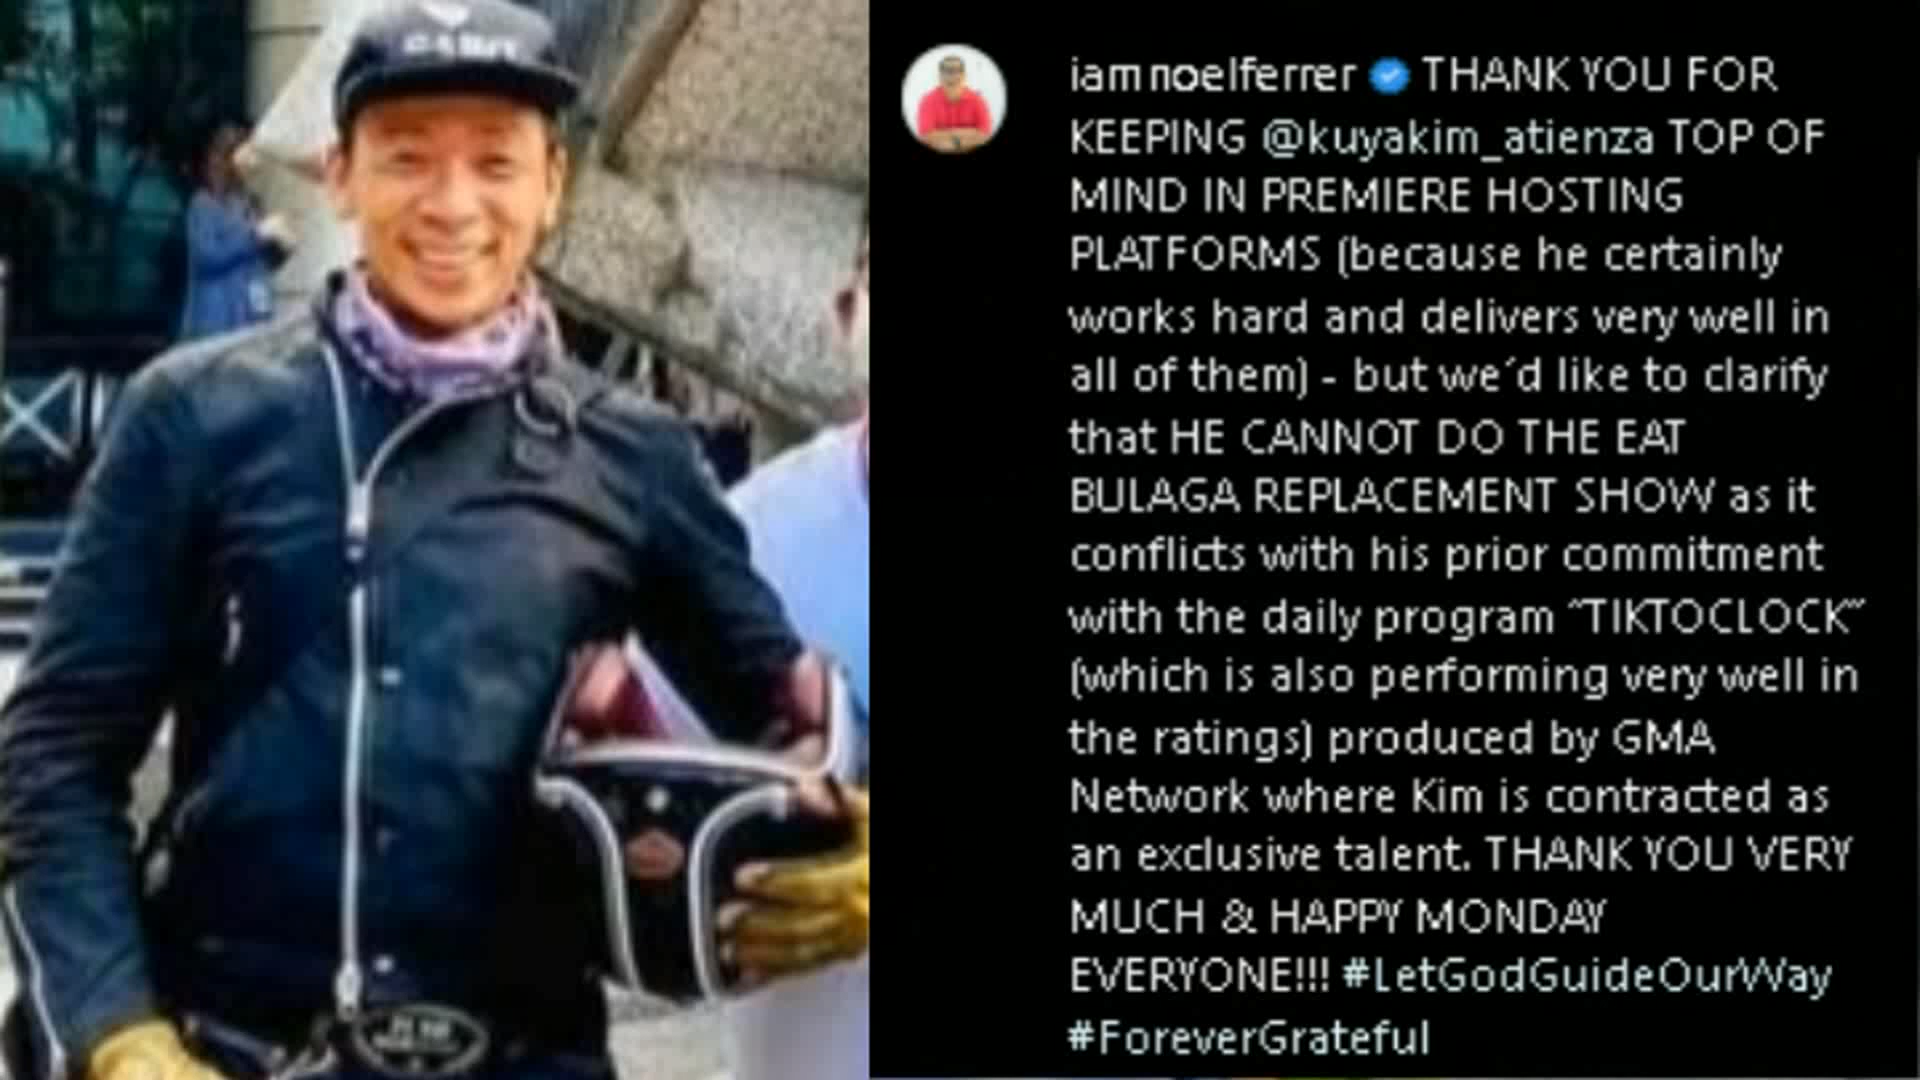 iamnoelferrer THANK YOU FOR
KEEPING @kuyakim_atienza TOP OF
MIND IN PREMIERE HOSTING
PLATFORMS (because he certainly
works hard and delivers very well in
all of them) - but we´d like to clarify
that HE CANNOT DO THE EAT
BULAGA REPLACEMENT SHOW as it
conflicts with his prior commitment
with the daily program ˝TIKTOCLOCK˝
(which is also performing very well in
the ratings) produced by GMA
Network where Kim is contracted as
an exclusive talent. THANK YOU VERY
MUCH & HAPPY MONDAY
EVERYONE!!! #LetGodGuideOurWay
#ForeverGrateful